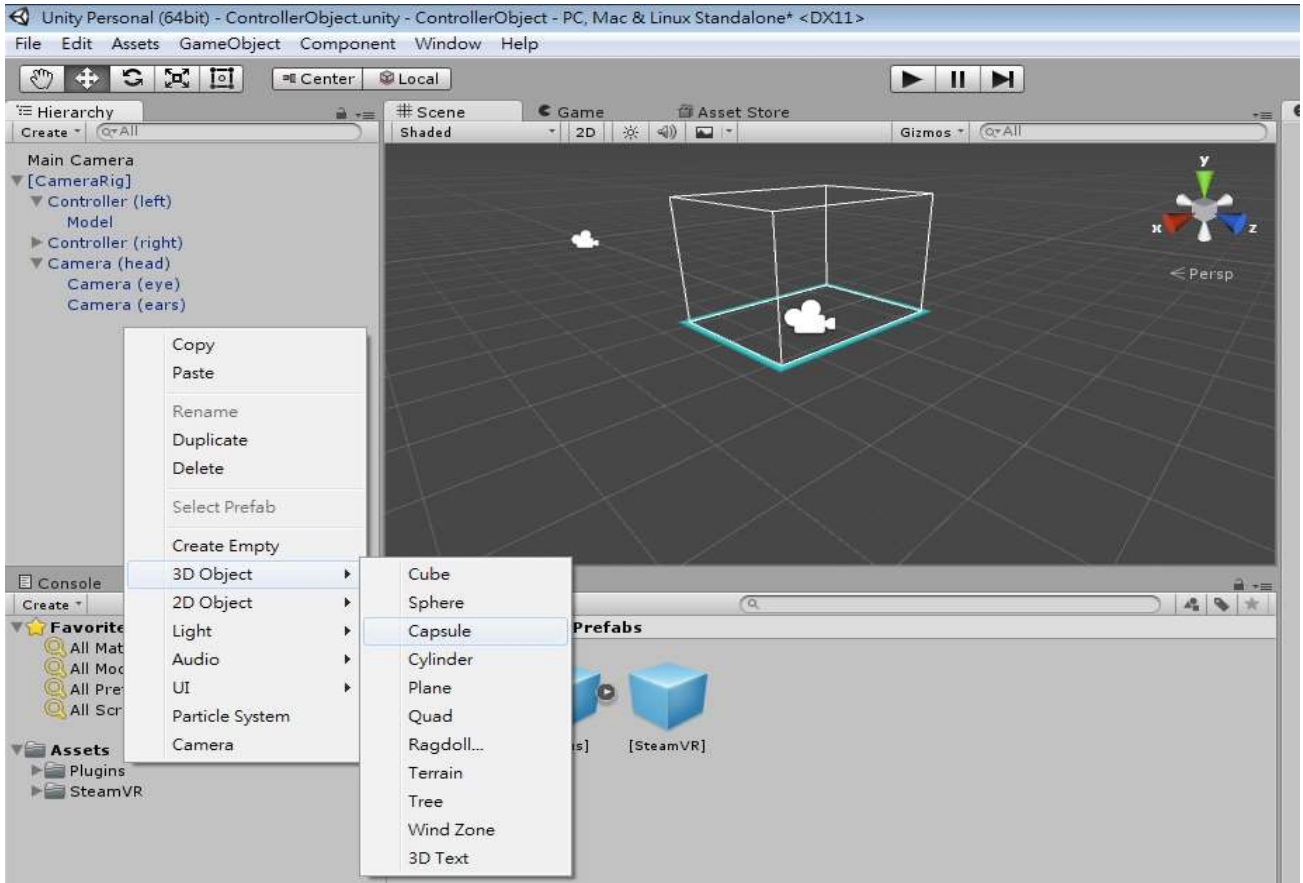 Unity Personal (64bit) - ControllerObject.unity - ControllerObject - PC, Mac & Linux Standalone* <DX11>
File Edit Assets GameObject Component Window Help
Center Local
Hierarchy
Create All
Main Camera
[CameraRig]
Controller (left)
Model
Controller (right)
Camera (head)
Camera (eye)
Camera (ears)
Scene Game Asset Store
Shaded 2D Gizmos All
y
x
z
Persp
Copy
Paste
Rename
Duplicate
Delete
Select Prefab
Create Empty
3D Object
2D Object
Light
Audio
UI
Particle System
Camera
Cube
Sphere
Capsule
Cylinder
Plane
Quad
Ragdoll...
Terrain
Tree
Wind Zone
3D Text
Console
Create
Favorite
All Mat
All Moc
All Pre
All Scr
Assets
Plugins
SteamVR
Prefabs
s]
[SteamVR]